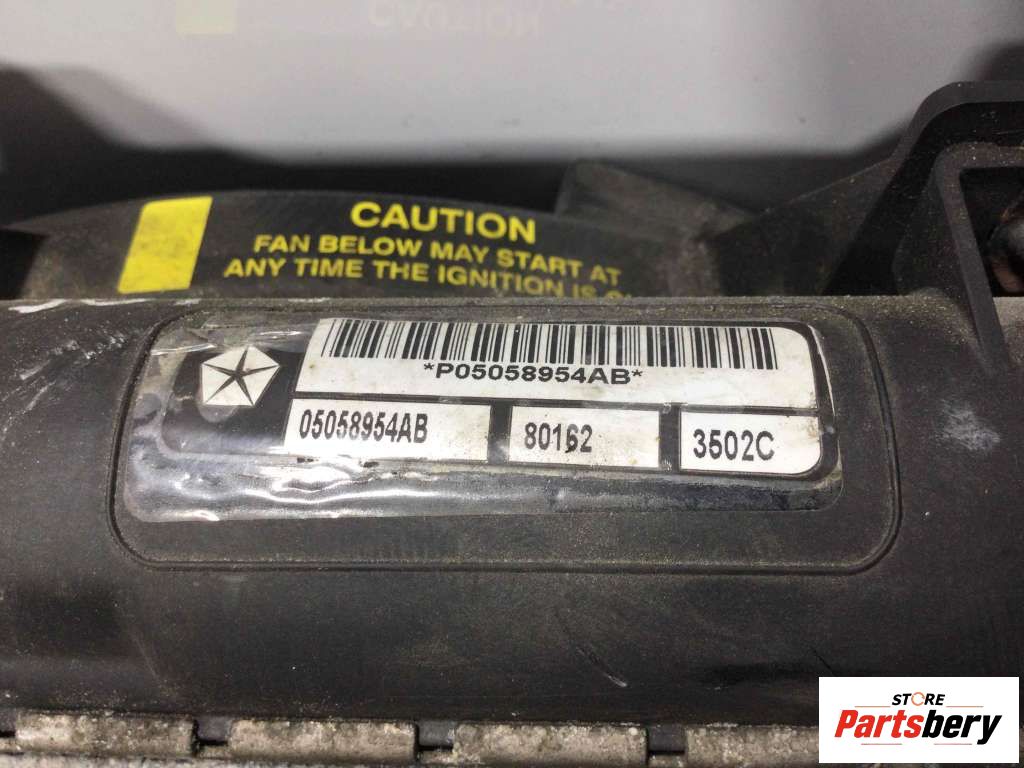 CAUTION
FAN BELOW MAY START AT
ANY TIME THE IGNITION IS
*P05058954AB*
05058954AB 80162 3502C
STORE
Partsbery